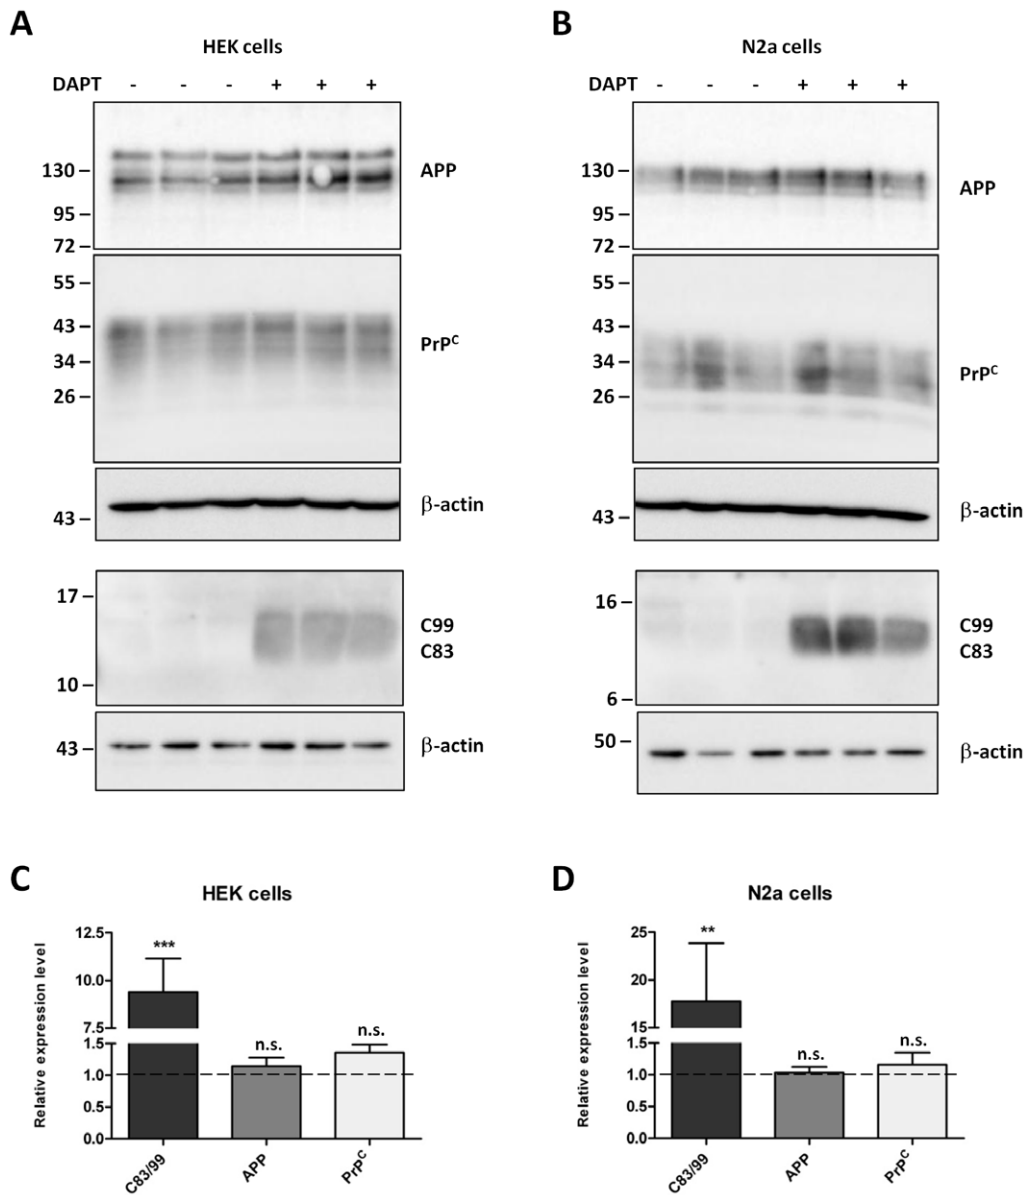 A
HEK cells
DAPT - - - + + +
130
95
72
APP
55
43
34
26
PrPC
43
β-actin
17
10
C99
C83
43
β-actin
B
N2a cells
DAPT - - - + + +
130
95
72
APP
55
43
34
26
PrPC
43
β-actin
16
6
C99
C83
50
β-actin
C
HEK cells
Relative expression level
12.5
10.0
7.5
1.5
1.0
0.5
0.0
***
n.s.
n.s.
C83/99
APP
PrPC
D
N2a cells
Relative expression level
25
20
15
1.5
1.0
0.5
0.0
**
n.s.
n.s.
C83/99
APP
PrPC